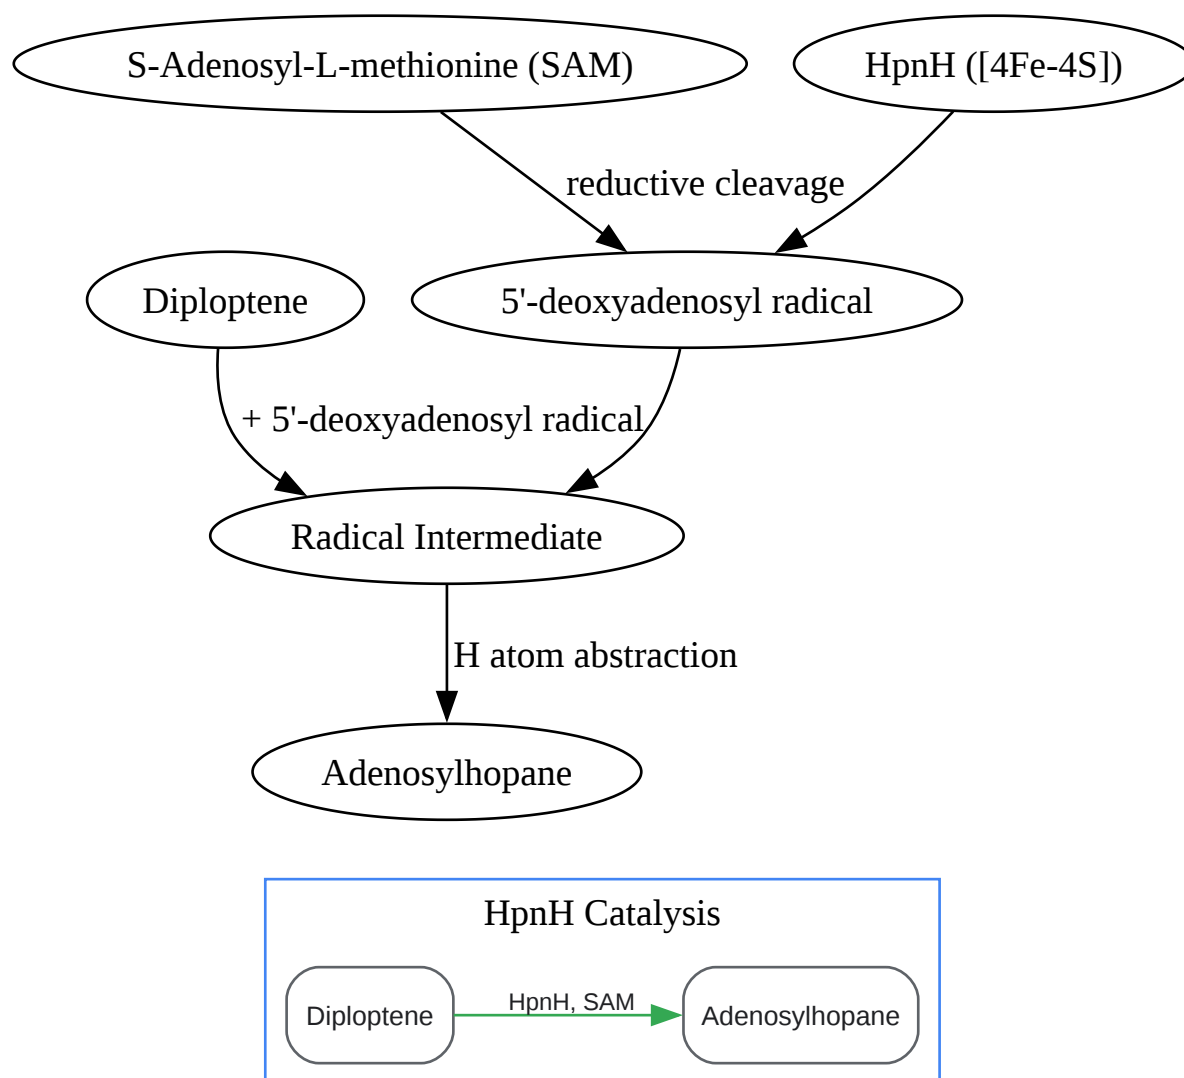 S-Adenosyl-L-methionine (SAM)
HpnH ([4Fe-4S])
reductive cleavage
Diploptene
5'-deoxyadenosyl radical
+ 5'-deoxyadenosyl radical
Radical Intermediate
H atom abstraction
Adenosylhopane
HpnH Catalysis
HpnH, SAM
Diploptene
Adenosylhopane